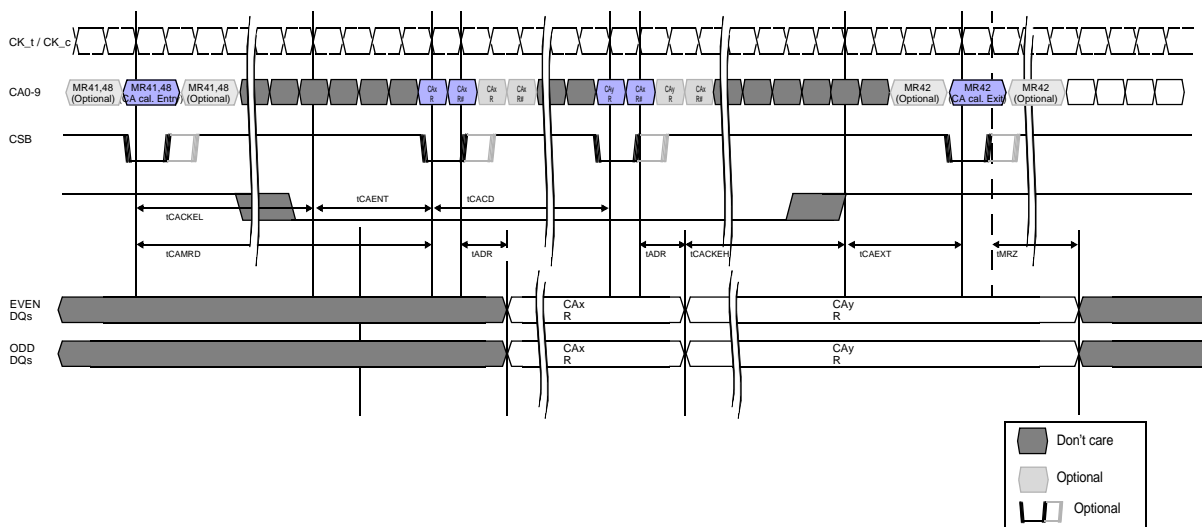 CK_t / CK_c
CA0-9
MR41,48
(Optional)
MR41,48
CA cal. Entry
MR41,48
(Optional)
CAx
R
CAx
R#
CAx
R
CAx
R#
CAy
R
CAx
R#
CAy
R
CAx
R#
MR42
(Optional)
MR42
CA cal. Exit
MR42
(Optional)
CSB
tCACKEL
tCAENT
tCACD
tCAMRD
tADR
tADR
tCACKEH
tCAEXT
tMRZ
EVEN
DQs
CAx
R
CAy
R
ODD
DQs
CAx
R
CAy
R
Don't care
Optional
Optional